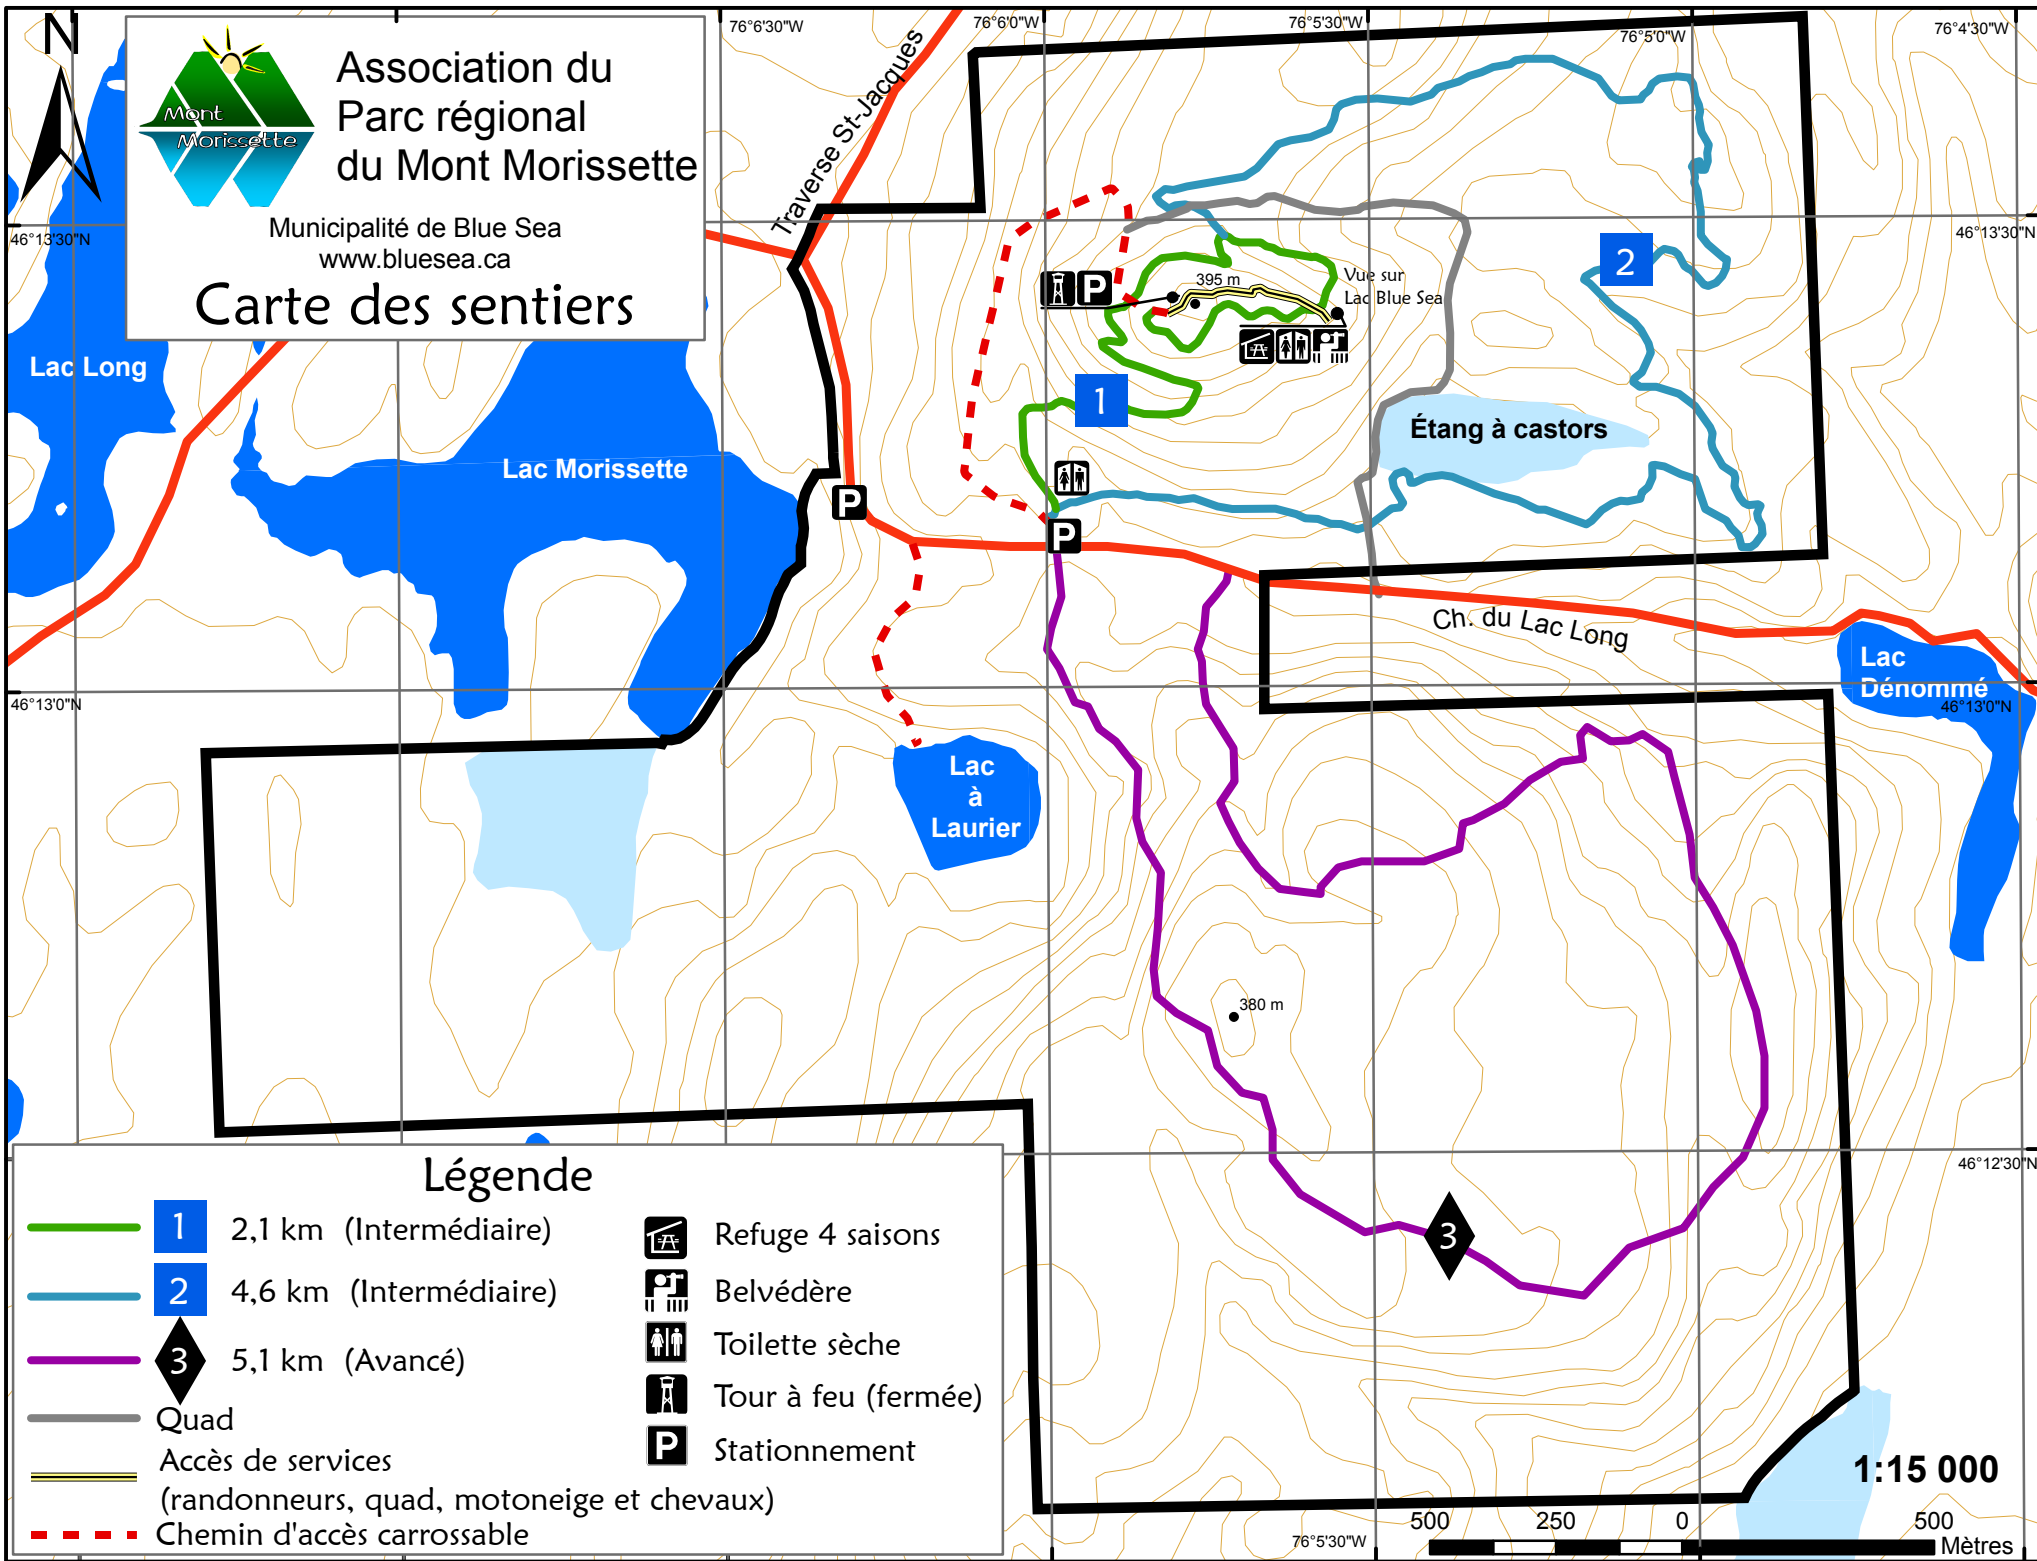 N
Mont
Morissette
Association du
Parc régional
du Mont Morissette
Municipalité de Blue Sea
www.bluesea.ca
Carte des sentiers
76°6'30"W
76°6'0"W
76°5'30"W
76°5'0"W
76°4'30"W
46°13'30"N
46°13'30"N
Traverse St-Jacques
2
Vue sur
Lac Blue Sea
395 m
P
1
Lac Long
Étang à castors
Lac Morissette
P
P
Ch. du Lac Long
Lac
Dénommé
46°13'0"N
46°13'0"N
Lac
à
Laurier
380 m
46°12'30"N
3
Légende
1 2,1 km (Intermédiaire)
2 4,6 km (Intermédiaire)
3 5,1 km (Avancé)
Quad
Accès de services
(randonneurs, quad, motoneige et chevaux)
Chemin d'accès carrossable
Refuge 4 saisons
Belvédère
Toilette sèche
Tour à feu (fermée)
P Stationnement
1:15 000
500 250 0 500
Mètres
76°5'30"W